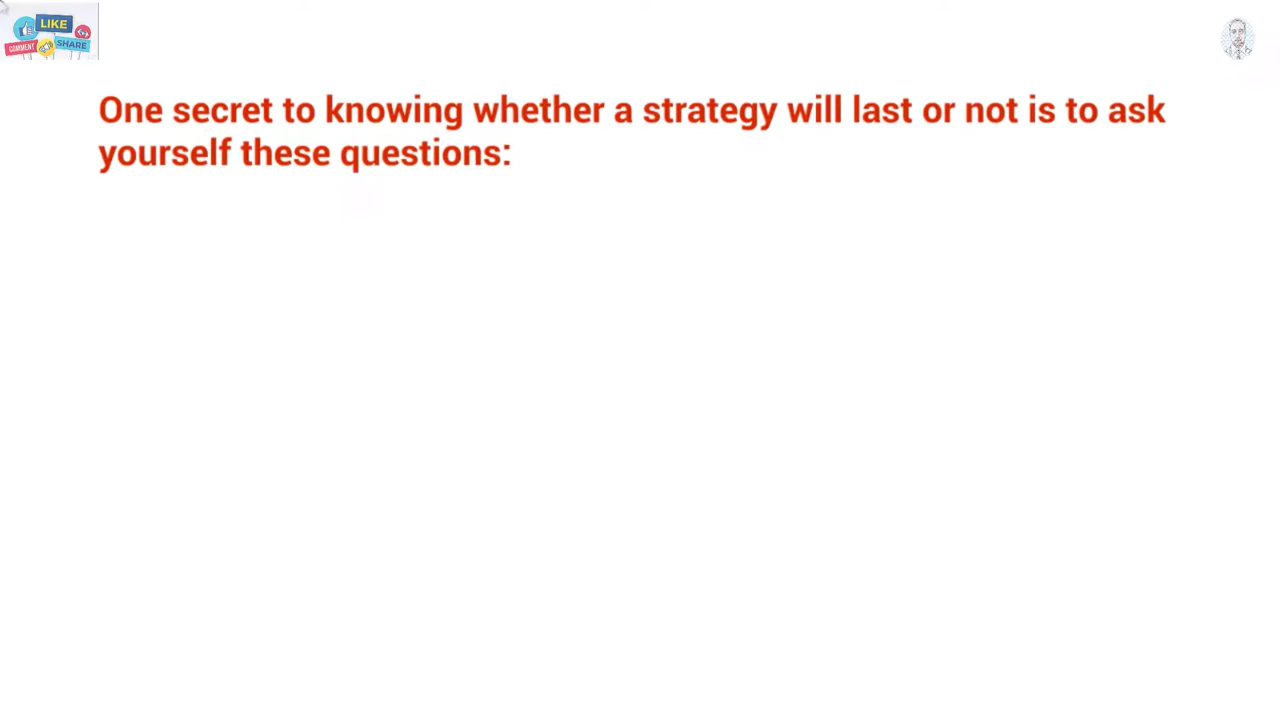 LIKE
COMMENT
SHARE
One secret to knowing whether a strategy will last or not is to ask
yourself these questions: